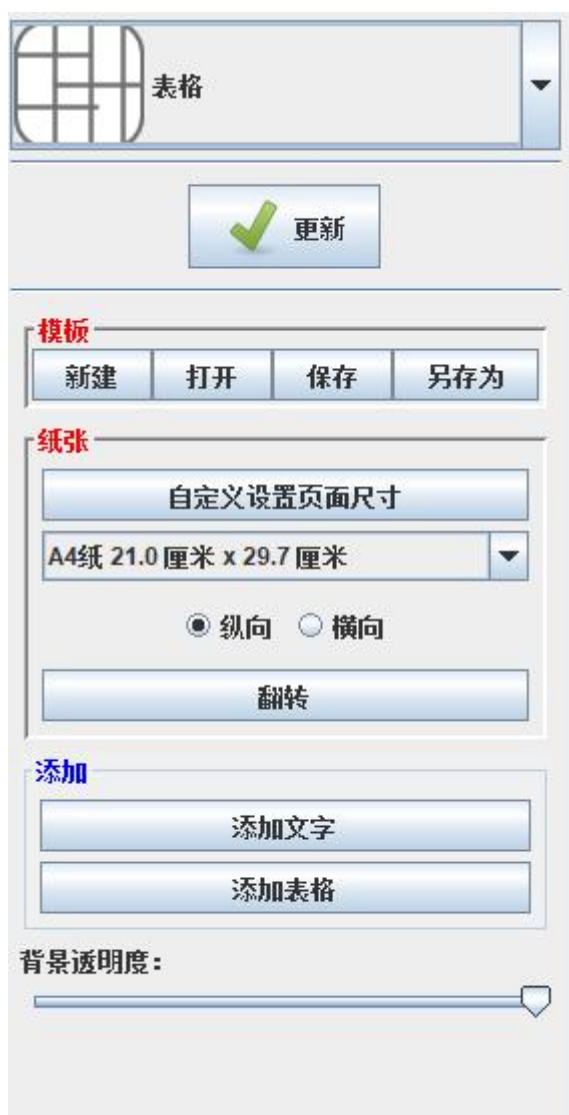 表格
更新
模板
新建 打开 保存 另存为
纸张
自定义设置页面尺寸
A4纸 21.0 厘米 x 29.7 厘米
纵向 横向
翻转
添加
添加文字
添加表格
背景透明度：